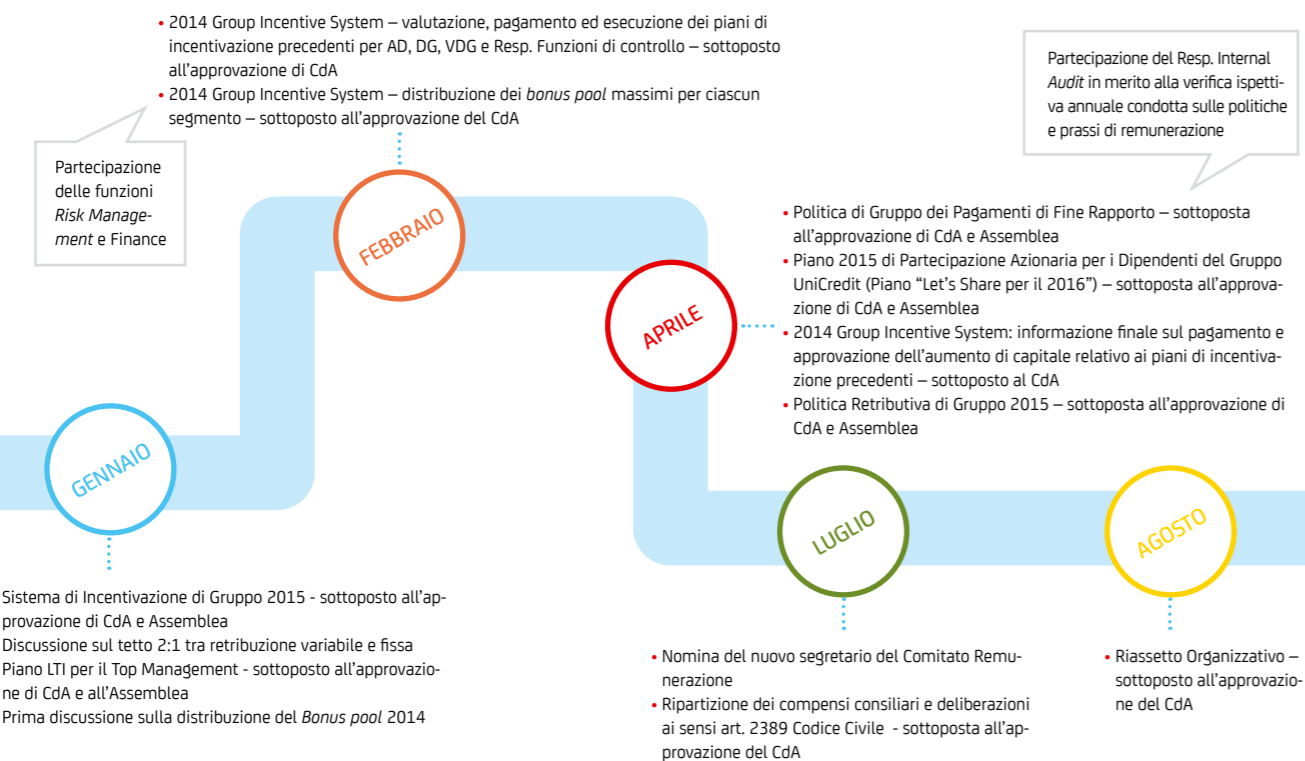 • 2014 Group Incentive System – valutazione, pagamento ed esecuzione dei piani di
incentivazione precedenti per AD, DG, VDG e Resp. Funzioni di controllo – sottoposto
all'approvazione di CdA
• 2014 Group Incentive System – distribuzione dei bonus pool massimi per ciascun
segmento – sottoposto all'approvazione del CdA
Partecipazione
delle funzioni
Risk Manage-
ment e Finance
FEBBRAIO
Partecipazione del Resp. Internal
Audit in merito alla verifica ispetti-
va annuale condotta sulle politiche
e prassi di remunerazione
APRILE
• Politica di Gruppo dei Pagamenti di Fine Rapporto – sottoposta
all'approvazione di CdA e Assemblea
• Piano 2015 di Partecipazione Azionaria per i Dipendenti del Gruppo
UniCredit (Piano "Let's Share per il 2016") – sottoposta all'approva-
zione di CdA e Assemblea
• 2014 Group Incentive System: informazione finale sul pagamento e
approvazione dell'aumento di capitale relativo ai piani di incentiva-
zione precedenti – sottoposto al CdA
• Politica Retributiva di Gruppo 2015 – sottoposta all'approvazione di
CdA e Assemblea
GENNAIO
Sistema di Incentivazione di Gruppo 2015 - sottoposto all'ap-
provazione di CdA e Assemblea
Discussione sul tetto 2:1 tra retribuzione variabile e fissa
Piano LTI per il Top Management - sottoposto all'approvazio-
ne di CdA e all'Assemblea
Prima discussione sulla distribuzione del Bonus pool 2014
LUGLIO
• Nomina del nuovo segretario del Comitato Remu-
nerazione
• Ripartizione dei compensi consiliari e deliberazioni
ai sensi art. 2389 Codice Civile - sottoposta all'ap-
provazione del CdA
AGOSTO
• Riassetto Organizzativo –
sottoposto all'approvazio-
ne del CdA